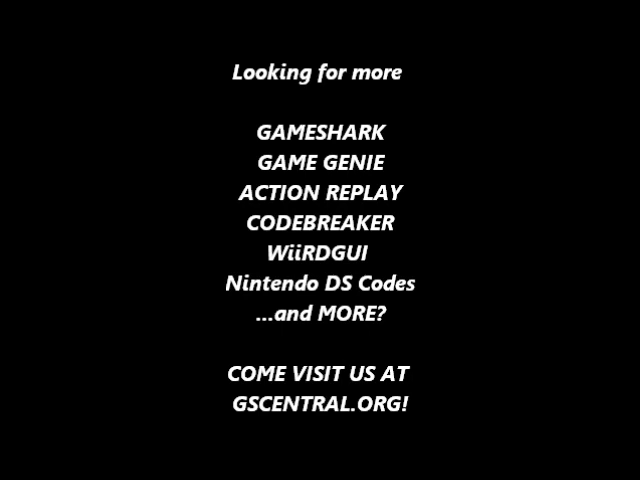 Looking for more
GAMESHARK
GAME GENIE
ACTION REPLAY
CODEBREAKER
WiiRDGUI
Nintendo DS Codes
...and MORE?
COME VISIT US AT
GSCENTRAL.ORG!